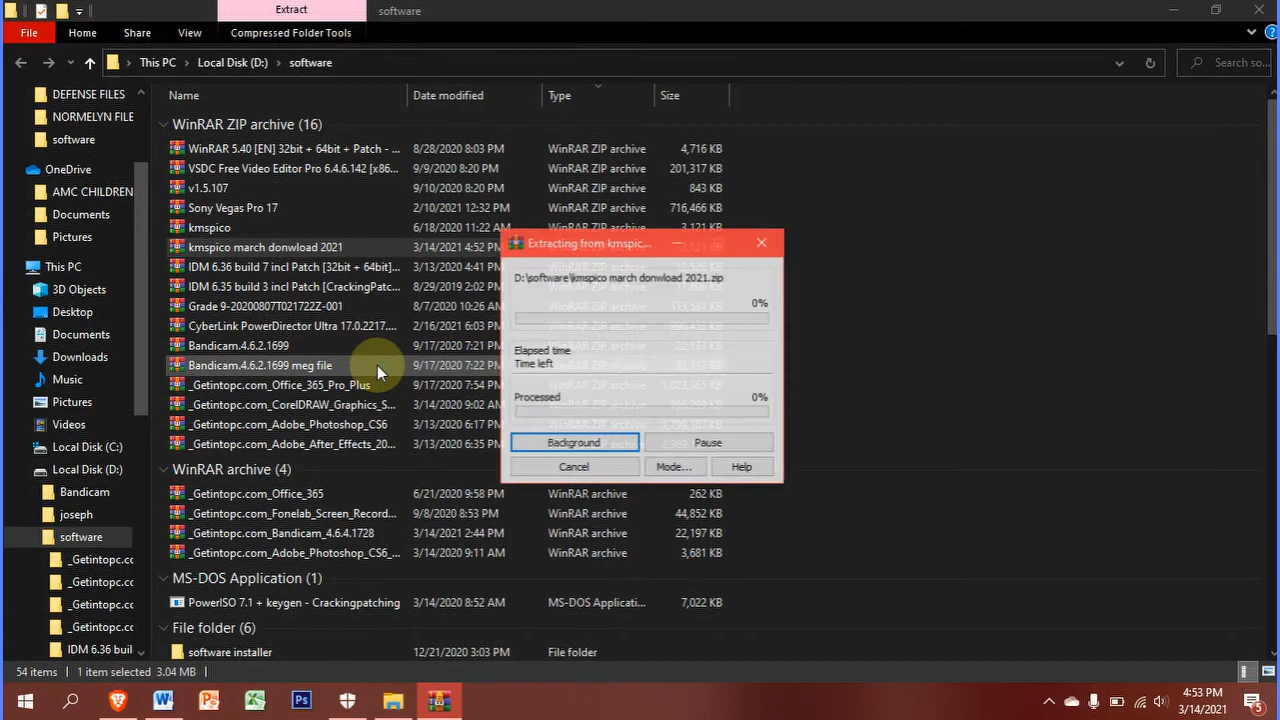 Extract
software
File
Home
Share
View
Compressed Folder Tools
This PC
Local Disk (D:)
software
Search so...
Name
Date modified
Type
Size
DEFENSE FILES
NORMELYN FILE
software
OneDrive
AMC CHILDREN
Documents
Pictures
This PC
3D Objects
Desktop
Documents
Downloads
Music
Pictures
Videos
Local Disk (C:)
Local Disk (D:)
Bandicam
joseph
software
_Getintopc.cc
_Getintopc.cc
_Getintopc.cc
_Getintopc.cc
IDM 6.36 buil
WinRAR ZIP archive (16)
WinRAR 5.40 [EN] 32bit + 64bit + Patch - ... 8/28/2020 8:03 PM WinRAR ZIP archive 4,716 KB
VSDC Free Video Editor Pro 6.4.6.142 [x86... 9/9/2020 8:20 PM WinRAR ZIP archive 201,317 KB
v1.5.107 9/10/2020 8:20 PM WinRAR ZIP archive 843 KB
Sony Vegas Pro 17 2/10/2021 12:32 PM WinRAR ZIP archive 716,466 KB
kmspico 6/18/2020 11:22 AM WinRAR ZIP archive 3,121 KB
kmspico march donwload 2021 3/14/2021 4:52 PM
IDM 6.36 build 7 incl Patch [32bit + 64bit]... 3/13/2020 4:41 PM
IDM 6.35 build 3 incl Patch [CrackingPatc... 8/29/2019 2:02 PM
Grade 9-20200807T021722Z-001 8/7/2020 10:26 AM
CyberLink PowerDirector Ultra 17.0.2217.... 2/16/2021 6:03 PM
Bandicam.4.6.2.1699 9/17/2020 7:21 PM
Bandicam.4.6.2.1699 meg file 9/17/2020 7:22 PM
_Getintopc.com_Office_365_Pro_Plus 9/17/2020 7:54 PM
_Getintopc.com_CorelDRAW_Graphics_S... 3/14/2020 9:02 AM
_Getintopc.com_Adobe_Photoshop_CS6 3/13/2020 6:17 PM
_Getintopc.com_Adobe_After_Effects_20... 3/13/2020 6:35 PM
WinRAR archive (4)
_Getintopc.com_Office_365 6/21/2020 9:58 PM WinRAR archive 262 KB
_Getintopc.com_Fonelab_Screen_Record... 9/8/2020 8:53 PM WinRAR archive 44,852 KB
_Getintopc.com_Bandicam_4.6.4.1728 3/14/2021 2:44 PM WinRAR archive 22,197 KB
_Getintopc.com_Adobe_Photoshop_CS6_... 3/14/2020 9:11 AM WinRAR archive 3,681 KB
MS-DOS Application (1)
PowerISO 7.1 + keygen - Crackingpatching 3/14/2020 8:52 AM MS-DOS Applicati... 7,022 KB
File folder (6)
software installer 12/21/2020 3:03 PM File folder
Extracting from kmspic...
D:\software\kmspico march donwload 2021.zip
0%
Elapsed time
Time left
Processed 0%
Background
Pause
Cancel
Mode...
Help
54 items
1 item selected 3.04 MB
4:53 PM
3/14/2021
5